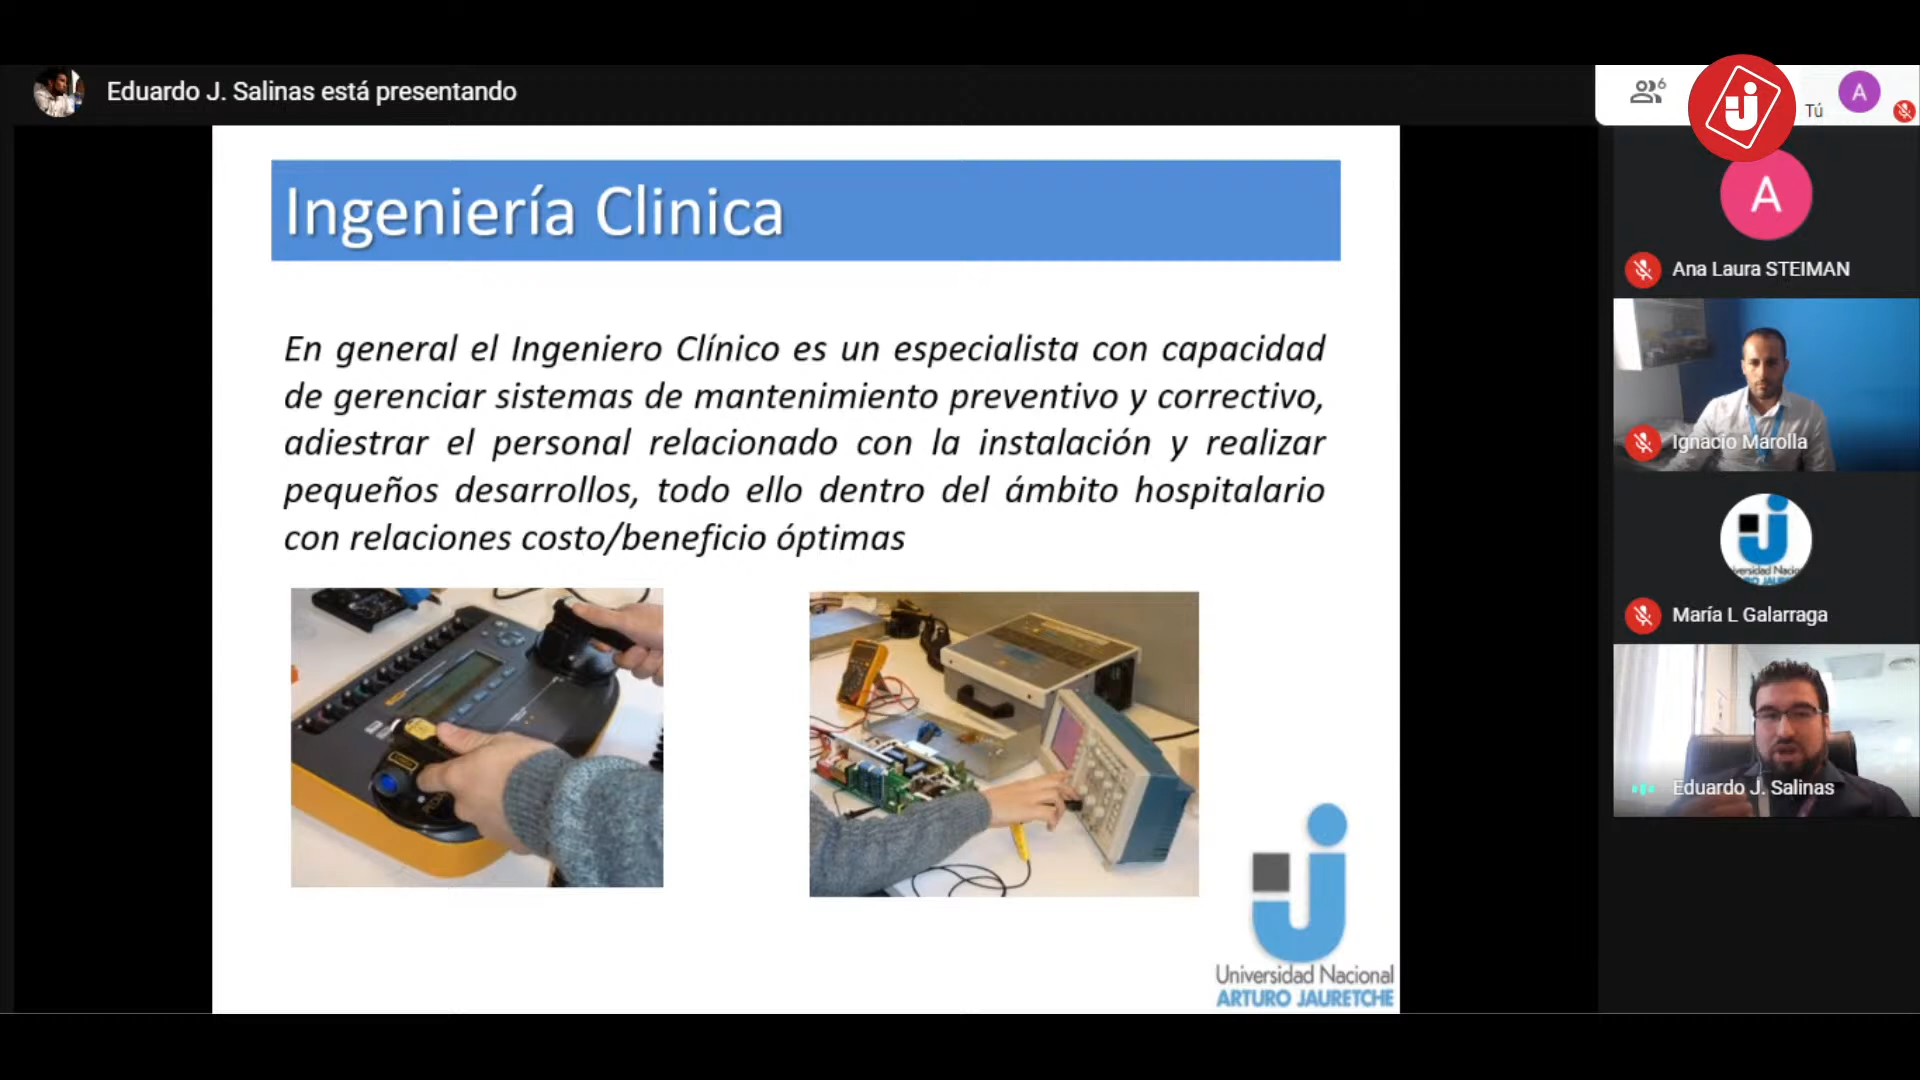 Eduardo J. Salinas está presentando
6
Tú
A
A
Ana Laura STEIMAN
Ignacio Marolla
María L Galarraga
Eduardo J. Salinas
Ingeniería Clinica
En general el Ingeniero Clínico es un especialista con capacidad
de gerenciar sistemas de mantenimiento preventivo y correctivo,
adiestrar el personal relacionado con la instalación y realizar
pequeños desarrollos, todo ello dentro del ámbito hospitalario
con relaciones costo/beneficio óptimas
Universidad Nacional
ARTURO JAURETCHE